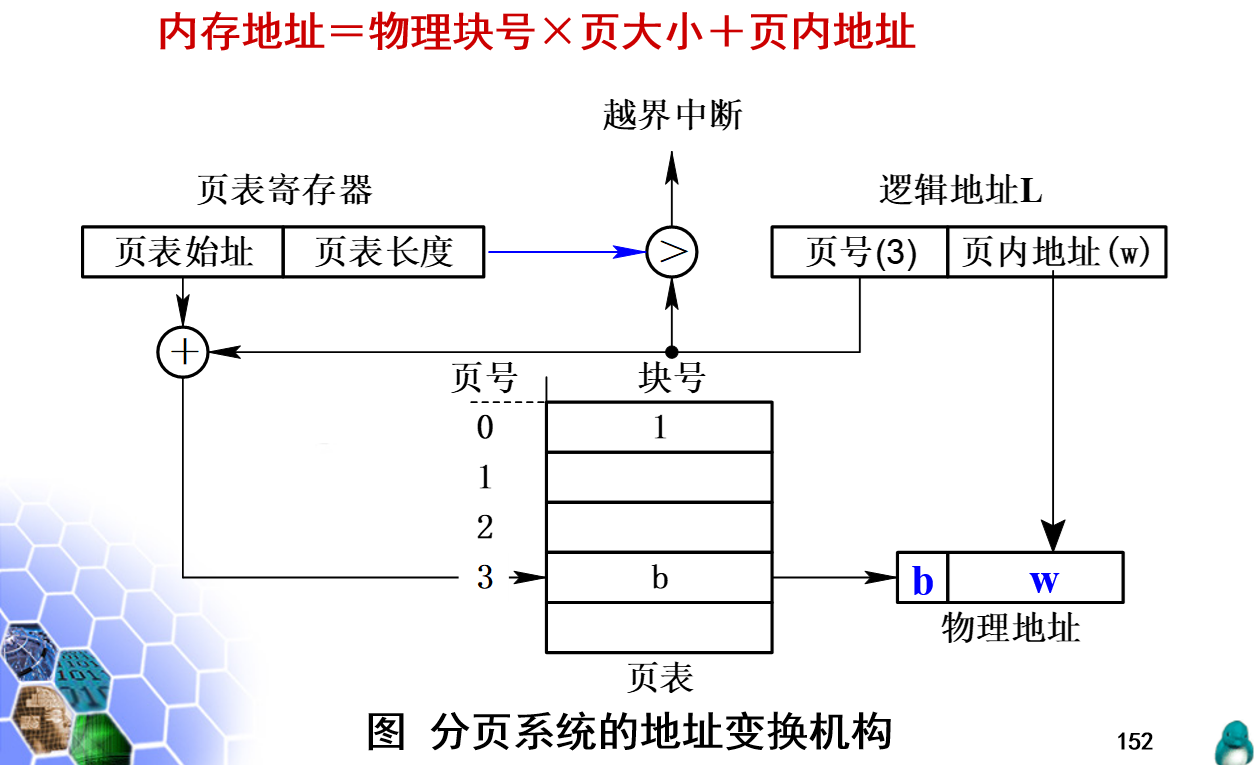 内存地址＝物理块号×页大小＋页内地址
越界中断
页表寄存器
逻辑地址L
页表始址 页表长度 > 页号(3) 页内地址(w)
+
页号 块号
0 1
1
2
3 b b w
物理地址
页表
图 分页系统的地址变换机构
152